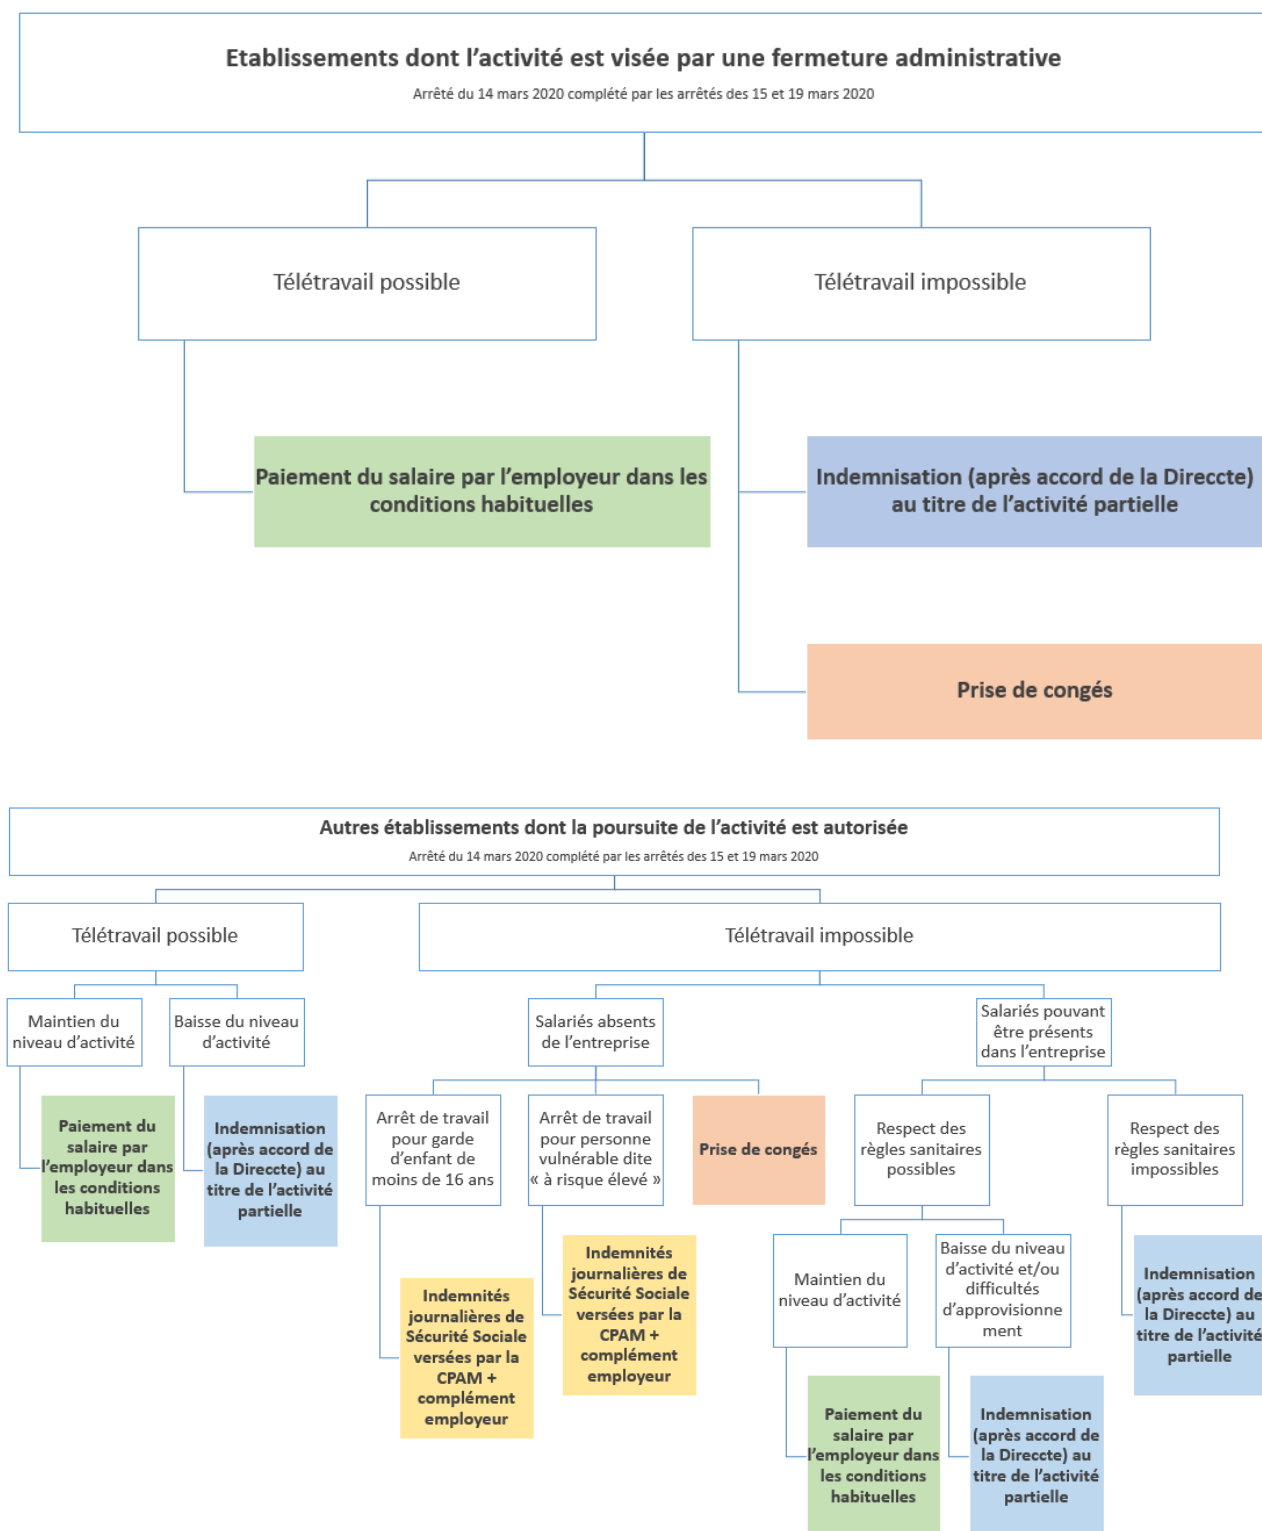 Etablissements dont l’activité est visée par une fermeture administrative
Arrêté du 14 mars 2020 complété par les arrêtés des 15 et 19 mars 2020
Télétravail possible
Télétravail impossible
Paiement du salaire par l’employeur dans les
conditions habituelles
Indemnisation (après accord de la Direccte)
au titre de l’activité partielle
Prise de congés
Autres établissements dont la poursuite de l’activité est autorisée
Arrêté du 14 mars 2020 complété par les arrêtés des 15 et 19 mars 2020
Télétravail possible
Télétravail impossible
Maintien du
niveau d’activité
Baisse du niveau
d’activité
Salariés absents
de l’entreprise
Salariés pouvant
être présents
dans l’entreprise
Paiement du
salaire par
l’employeur dans
les conditions
habituelles
Indemnisation
(après accord de
la Direccte) au
titre de l’activité
partielle
Arrêt de travail
pour garde
d’enfant de
moins de 16 ans
Arrêt de travail
pour personne
vulnérable dite
« à risque élevé »
Prise de congés
Respect des
règles sanitaires
possibles
Respect des
règles sanitaires
impossibles
Indemnités
journalières de
Sécurité Sociale
versées par la
CPAM +
complément
employeur
Indemnités
journalières de
Sécurité Sociale
versées par la
CPAM +
complément
employeur
Maintien du
niveau d’activité
Baisse du niveau
d’activité et/ou
difficultés
d’approvisionne
ment
Indemnisation
(après accord de
la Direccte) au
titre de l’activité
partielle
Paiement du
salaire par
l’employeur dans
les conditions
habituelles
Indemnisation
(après accord de
la Direccte) au
titre de l’activité
partielle